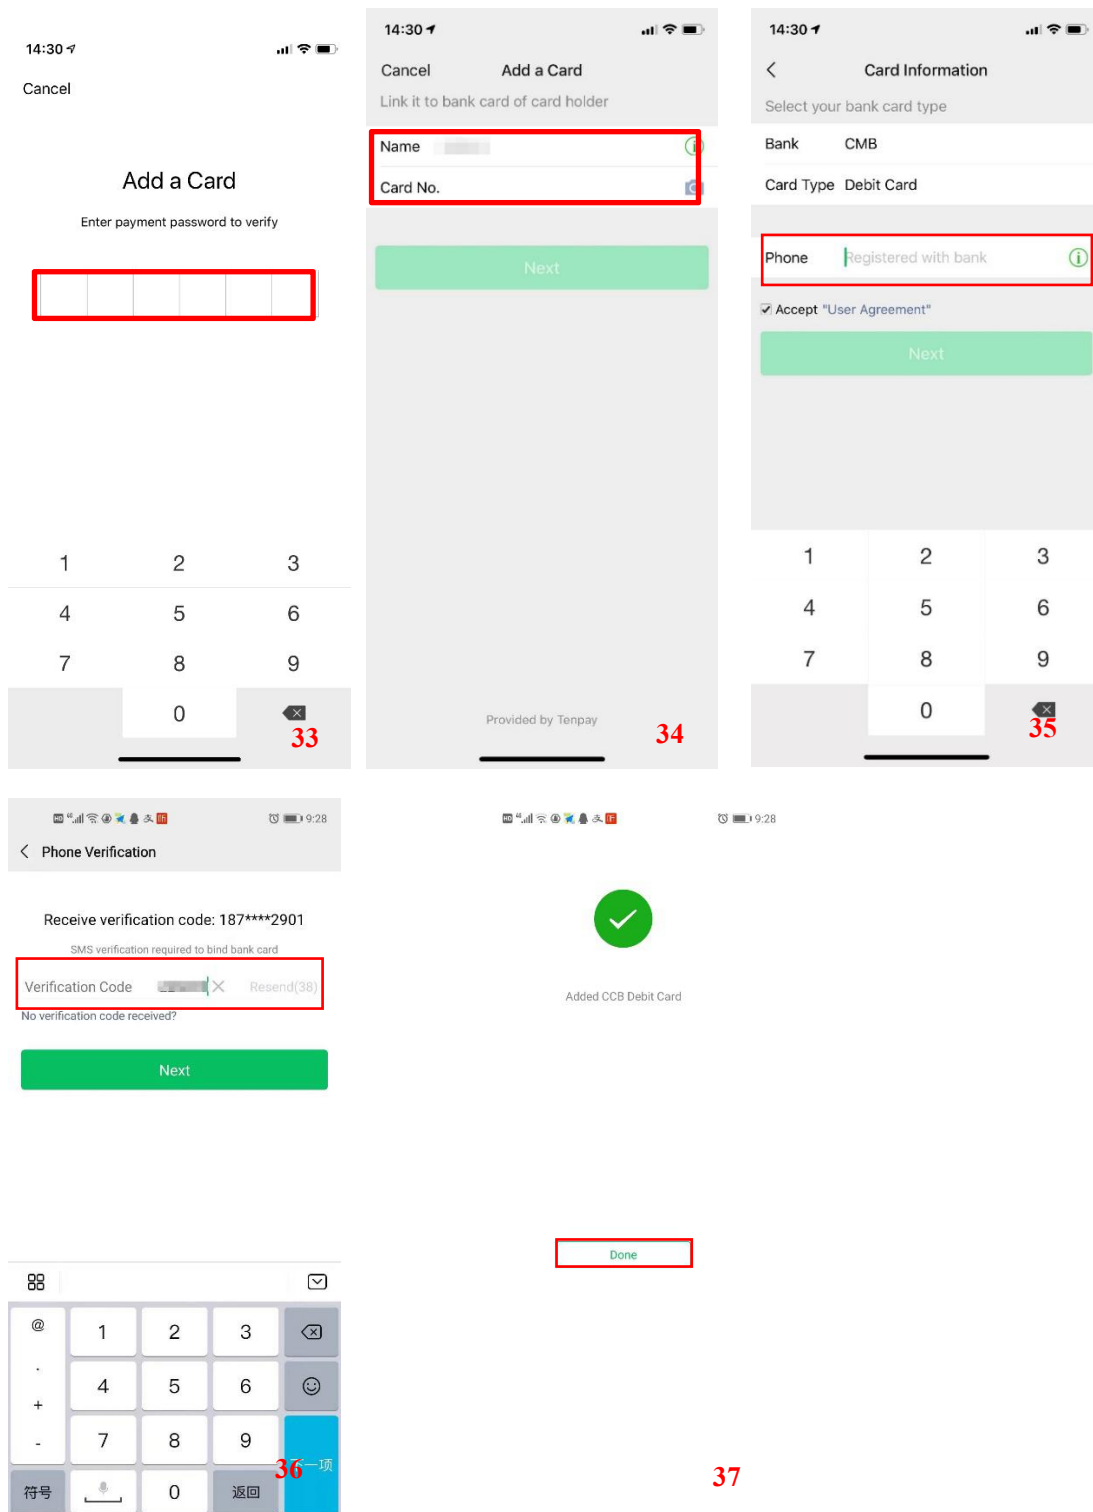 14:30
Cancel
Add a Card
Enter payment password to verify
1 2 3
4 5 6
7 8 9
0
33
14:30
Cancel Add a Card
Link it to bank card of card holder
Name
Card No.
Next
Provided by Tenpay
34
14:30
Card Information
Select your bank card type
Bank CMB
Card Type Debit Card
Phone Registered with bank
Accept "User Agreement"
Next
1 2 3
4 5 6
7 8 9
0
35
9:28
Phone Verification
Receive verification code: 187****2901
SMS verification required to bind bank card
Verification Code Resend(38)
No verification code received?
Next
@ 1 2 3
.
4 5 6
+
- 7 8 9
36 一项
符号 0 返回
HD 9:28
Added CCB Debit Card
Done
37